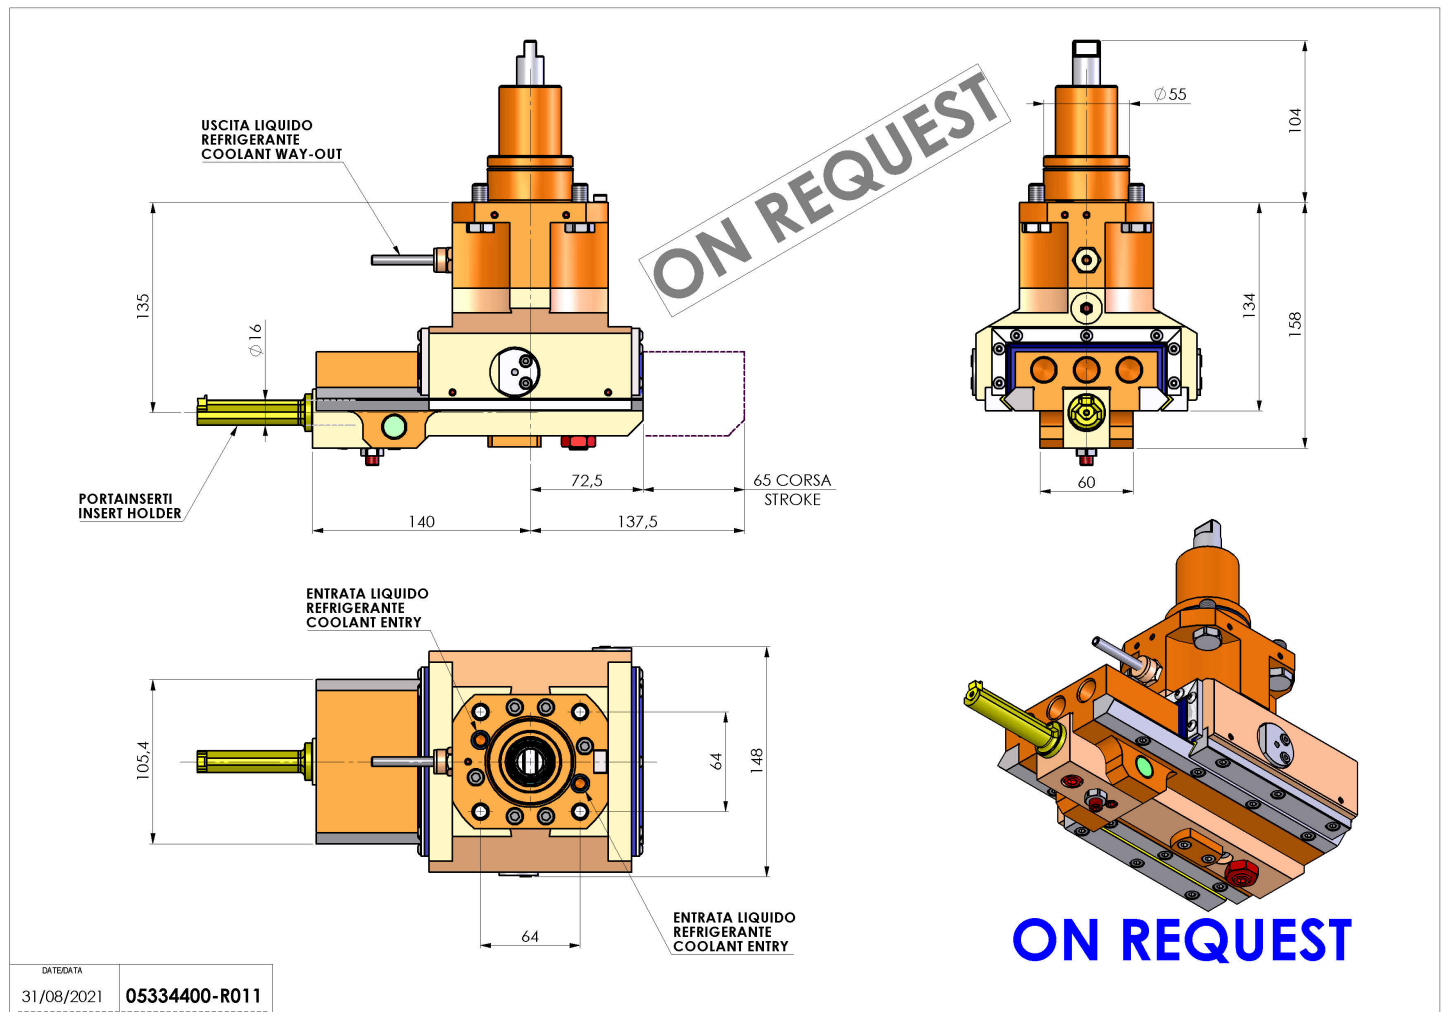 USCITA LIQUIDO
REFRIGERANTE
COOLANT WAY-OUT
ON REQUEST
∅55
104
135
∅16
134
158
60
PORTAINSERTI
INSERT HOLDER
72,5
65 CORSA
STROKE
140
137,5
ENTRATA LIQUIDO
REFRIGERANTE
COOLANT ENTRY
105,4
64
148
64
ENTRATA LIQUIDO
REFRIGERANTE
COOLANT ENTRY
ON REQUEST
DATE/DATA
31/08/2021
05334400-R011